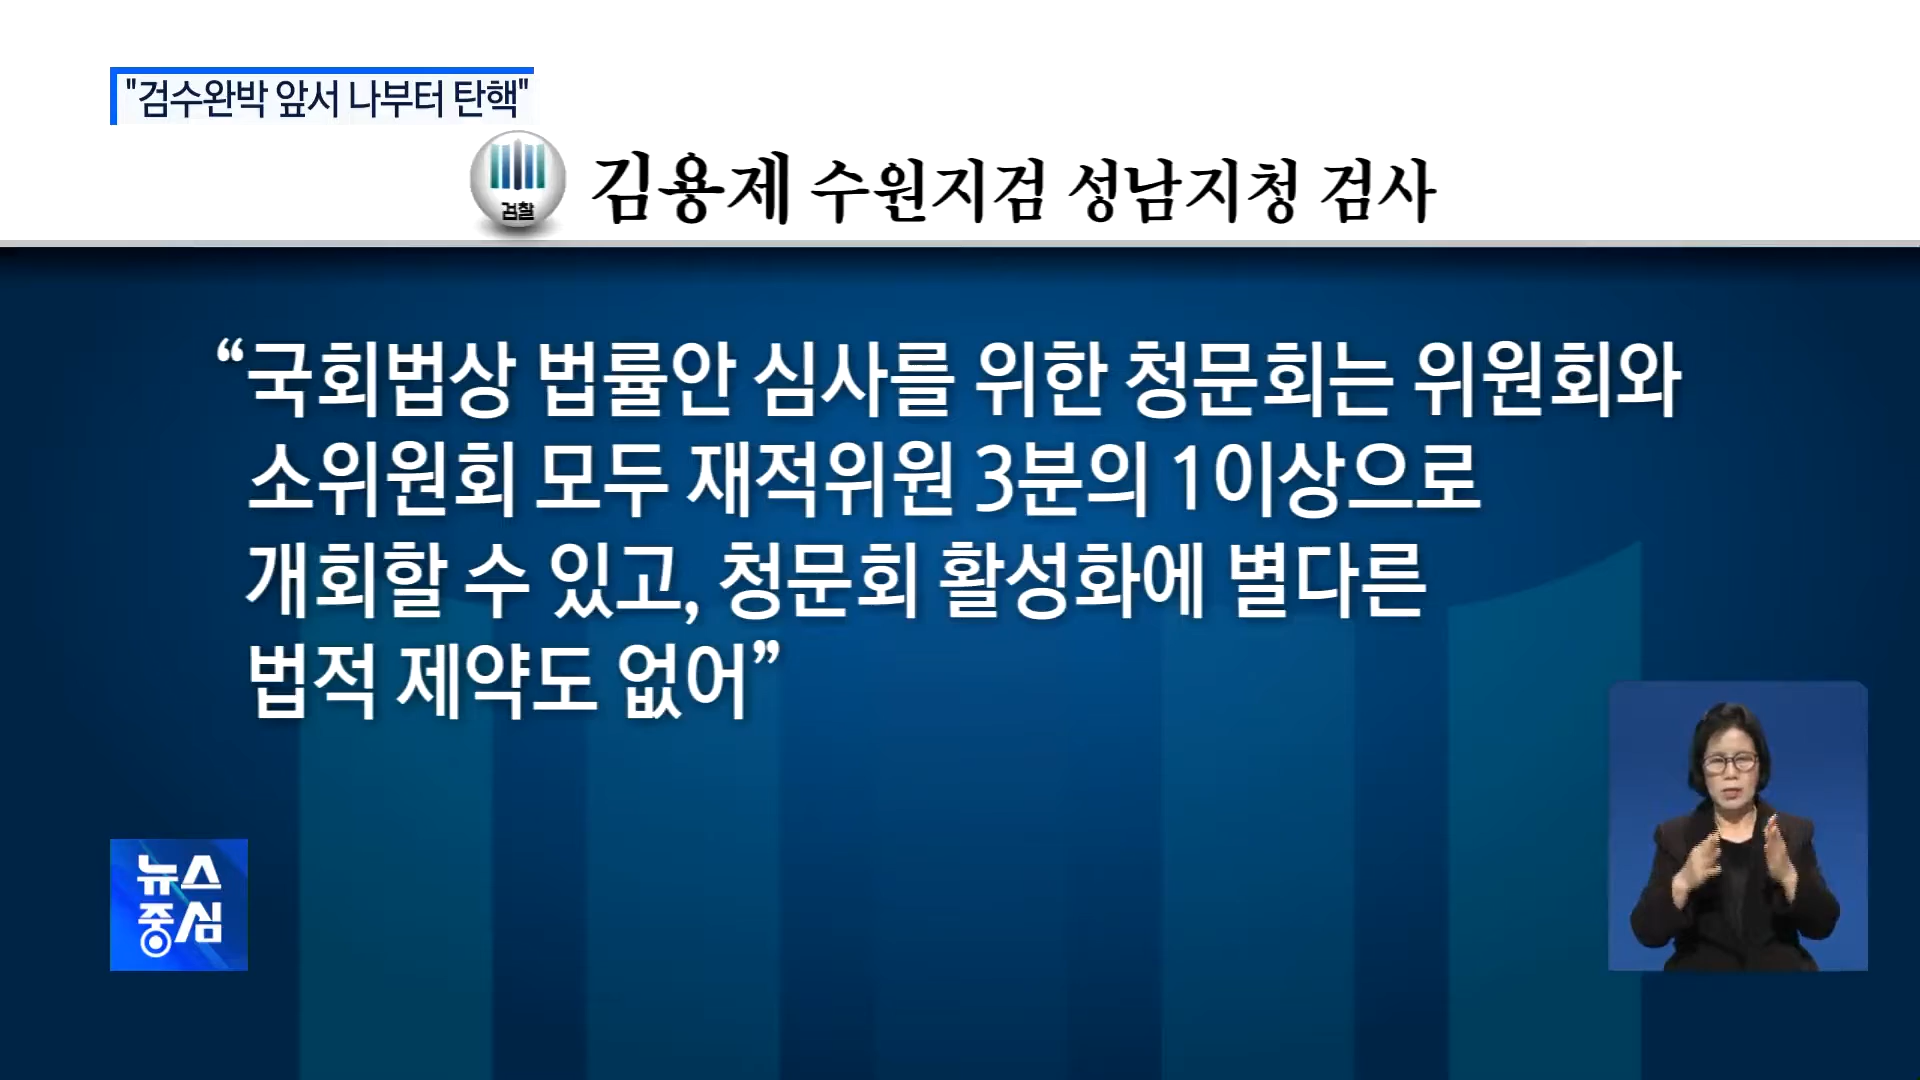 "검수완박 앞서 나부터 탄핵"
검찰
김용제 수원지검 성남지청 검사
“국회법상 법률안 심사를 위한 청문회는 위원회와
소위원회 모두 재적위원 3분의 1이상으로
개회할 수 있고, 청문회 활성화에 별다른
법적 제약도 없어”
뉴스
중심